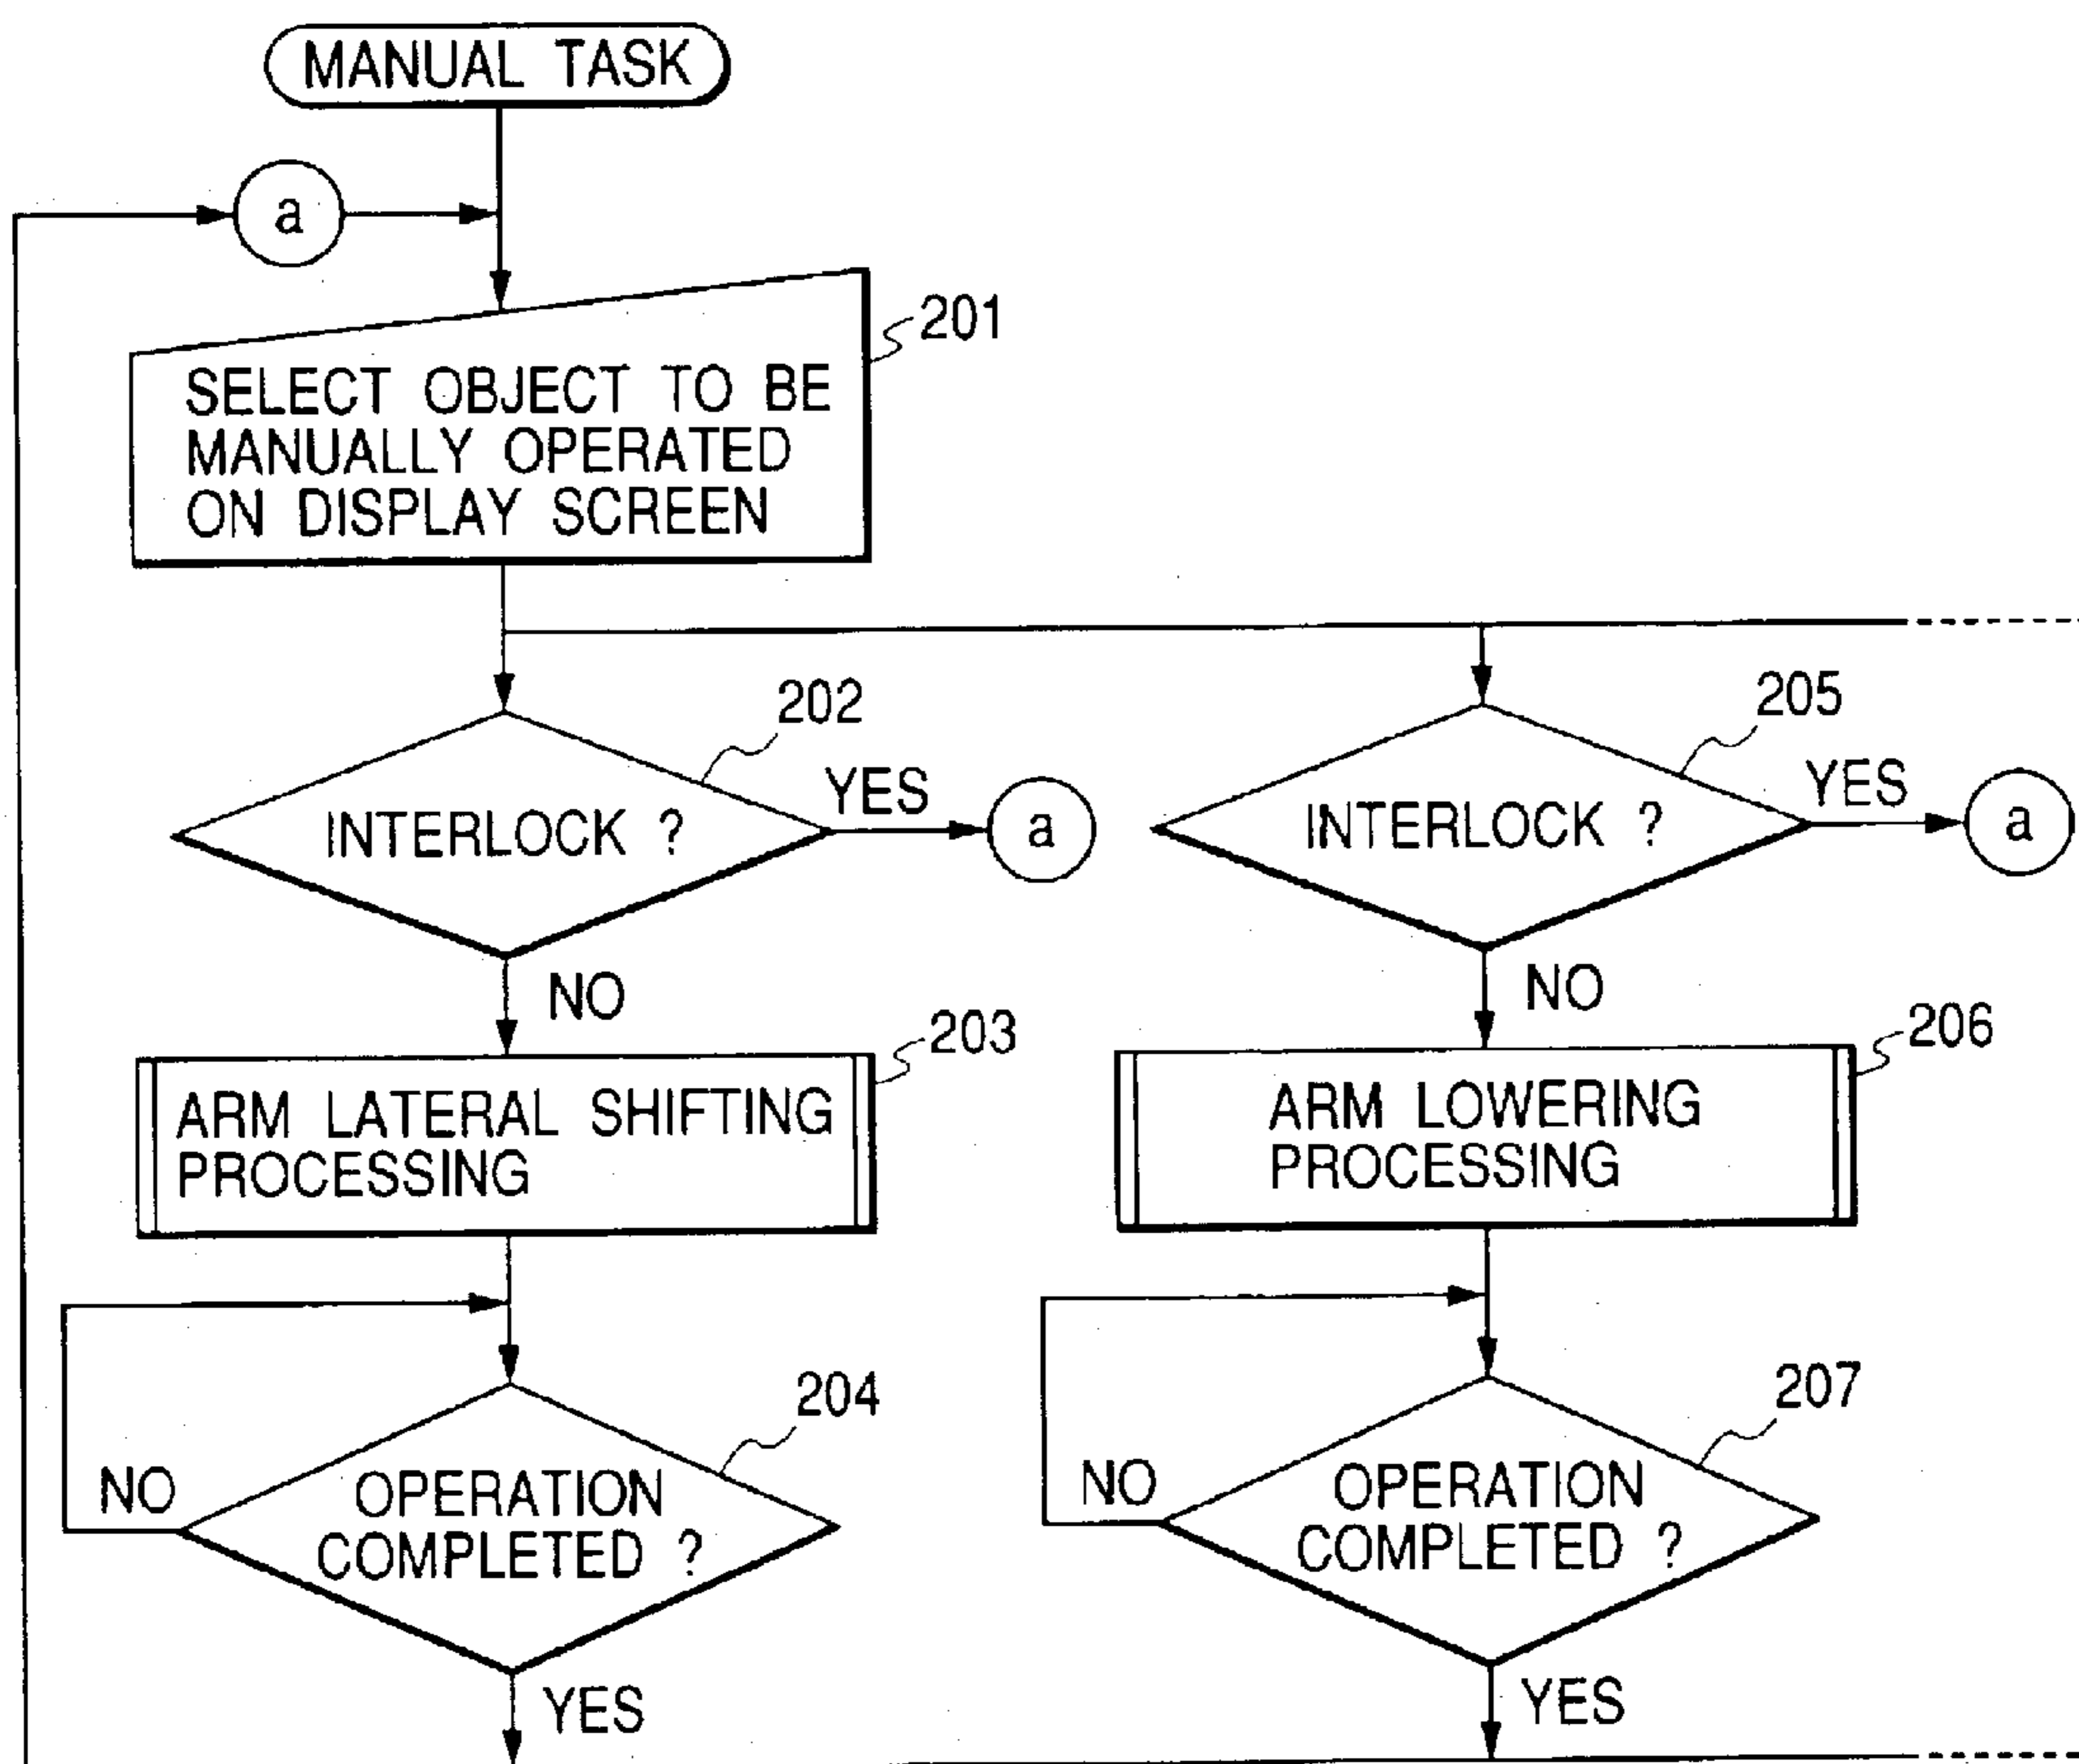 MANUAL TASK
a
201
SELECT OBJECT TO BE
MANUALLY OPERATED
ON DISPLAY SCREEN
202
INTERLOCK ?
YES
a
NO
203
ARM LATERAL SHIFTING
PROCESSING
204
OPERATION
COMPLETED ?
NO
YES
205
INTERLOCK ?
YES
a
NO
206
ARM LOWERING
PROCESSING
207
OPERATION
COMPLETED ?
NO
YES